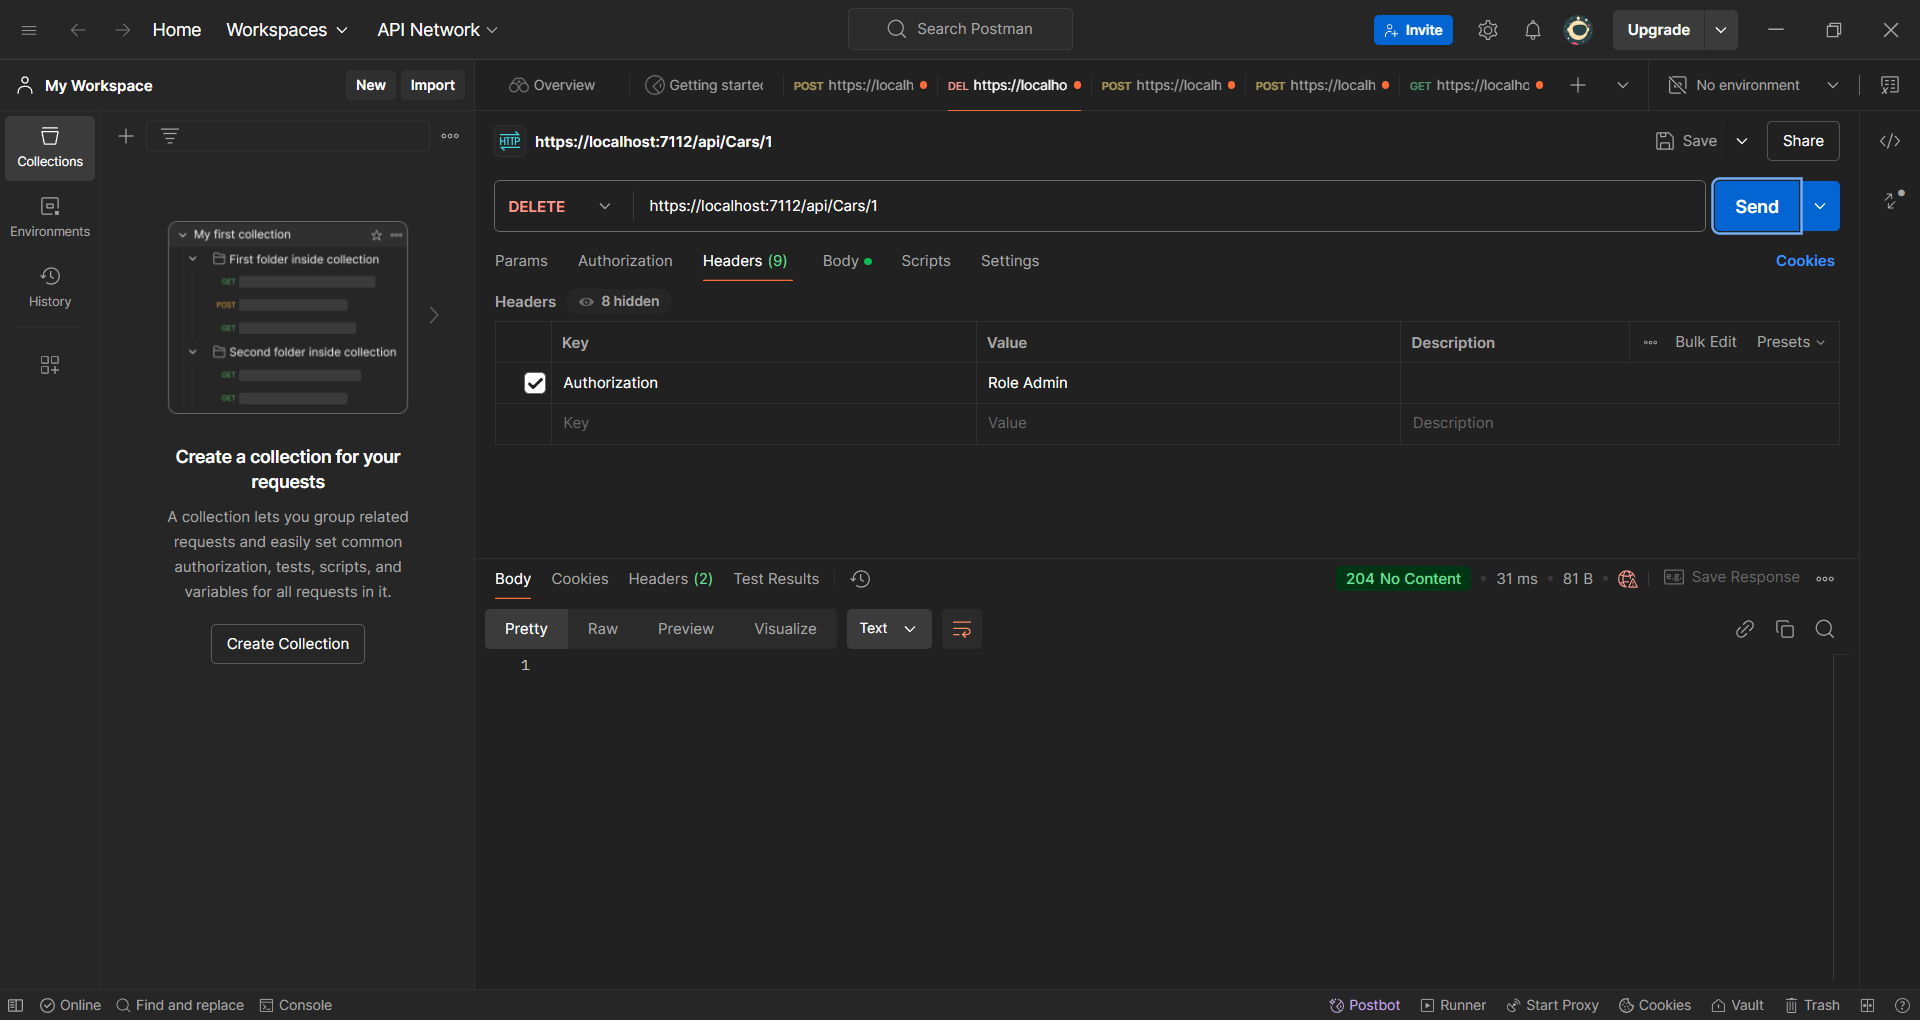 Home
Workspaces
API Network
Search Postman
Invite
Upgrade
My Workspace
New
Import
Overview
Getting started
POST https://localh
DEL https://localho
POST https://localh
POST https://localh
GET https://localho
No environment
Collections
Environments
History
My first collection
First folder inside collection
GET
POST
GET
Second folder inside collection
GET
GET
Create a collection for your
requests
A collection lets you group related
requests and easily set common
authorization, tests, scripts, and
variables for all requests in it.
Create Collection
HTTP
https://localhost:7112/api/Cars/1
Save
Share
DELETE
https://localhost:7112/api/Cars/1
Send
Params
Authorization
Headers (9)
Body
Scripts
Settings
Cookies
Headers
8 hidden
Key
Value
Description
Bulk Edit
Presets
Authorization
Role Admin
Key
Value
Description
Body
Cookies
Headers (2)
Test Results
204 No Content
31 ms
81 B
e.g.
Save Response
Pretty
Raw
Preview
Visualize
Text
1
Online
Find and replace
Console
Postbot
Runner
Start Proxy
Cookies
Vault
Trash